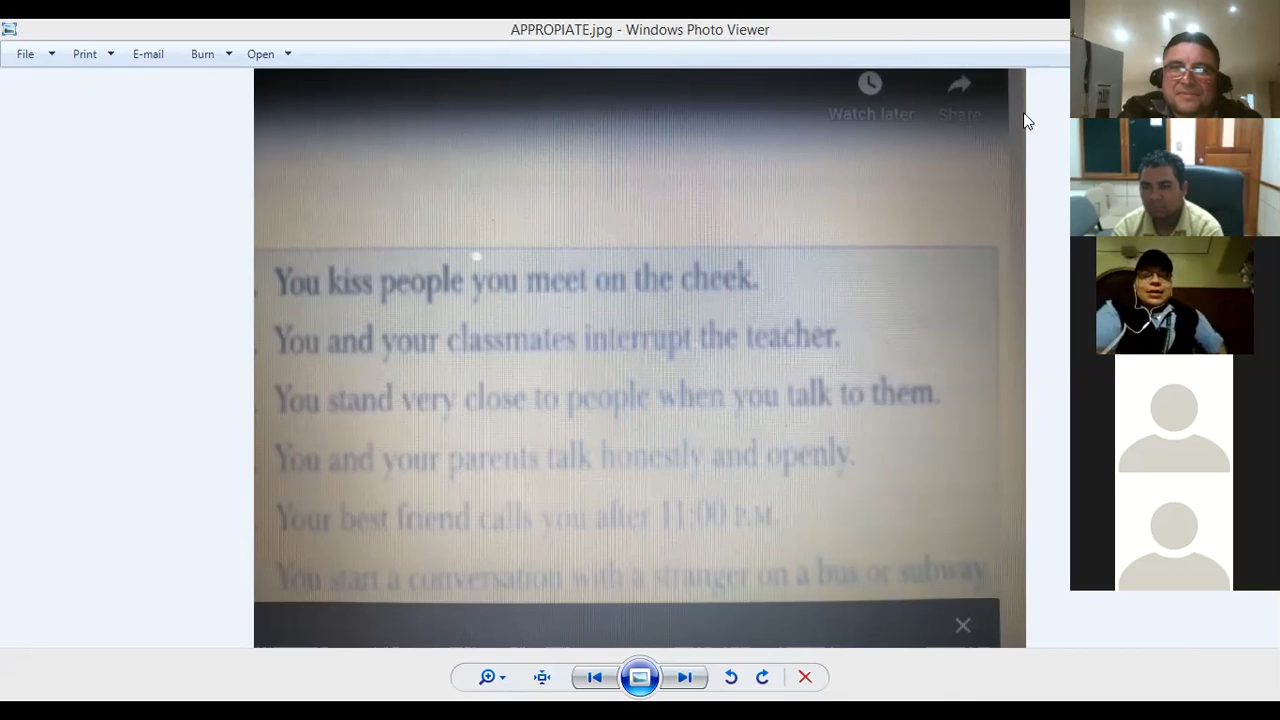 APPROPIATE.jpg - Windows Photo Viewer
File Print E-mail Burn Open
Watch later Share
You kiss people you meet on the cheek.
You and your classmates interrupt the teacher.
You stand very close to people when you talk to them.
You and your parents talk honestly and openly.
Your best friend calls you after 11:00 P.M.
You start a conversation with a stranger on a bus or subway